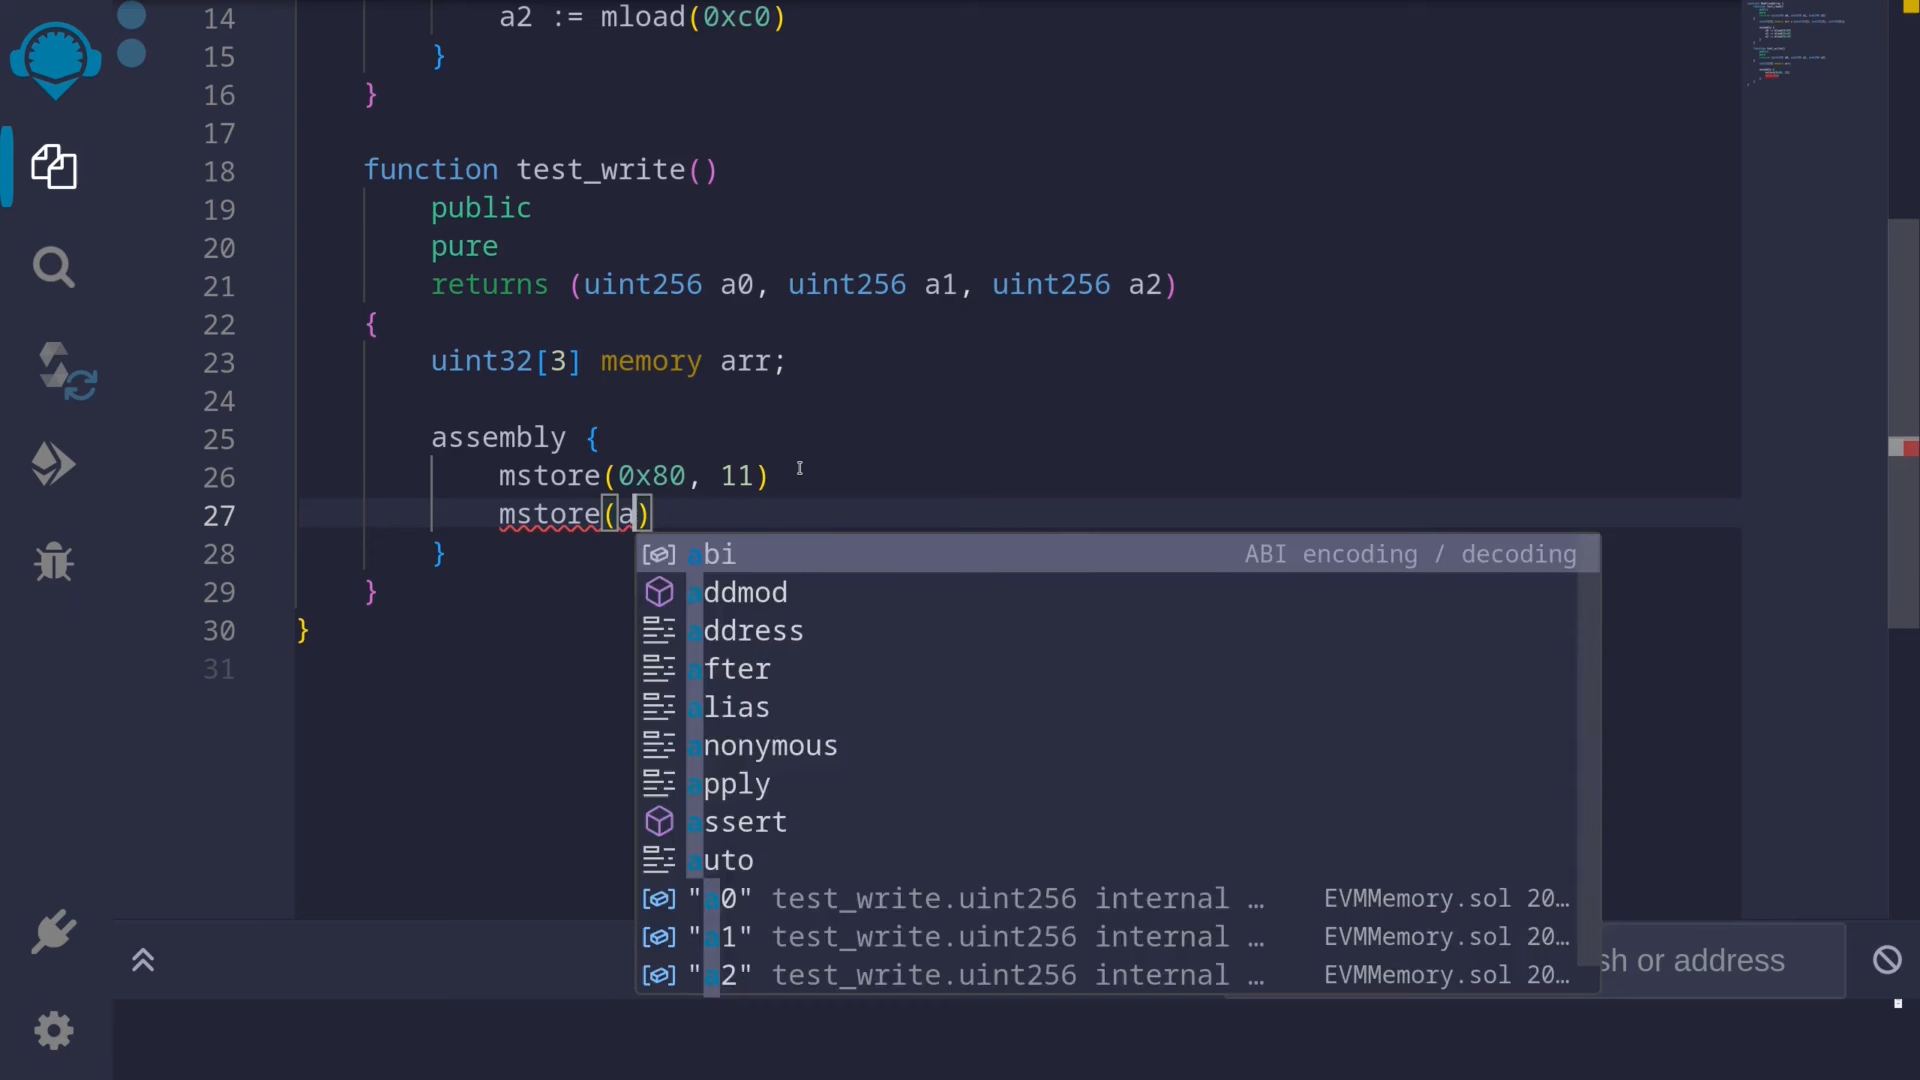 14 a2 := mload(0xc0)
15 }
16 }
17
18 function test_write()
19 public
20 pure
21 returns (uint256 a0, uint256 a1, uint256 a2)
22 {
23 uint32[3] memory arr;
24
25 assembly {
26 mstore(0x80, 11)
27 mstore(a)
28 }
29 }
30 }
31
abi ABI encoding / decoding
addmod
address
after
alias
anonymous
apply
assert
auto
"a0" test_write.uint256 internal … EVMMemory.sol 20…
"a1" test_write.uint256 internal … EVMMemory.sol 20…
"a2" test_write.uint256 internal … EVMMemory.sol 20…
sh or address